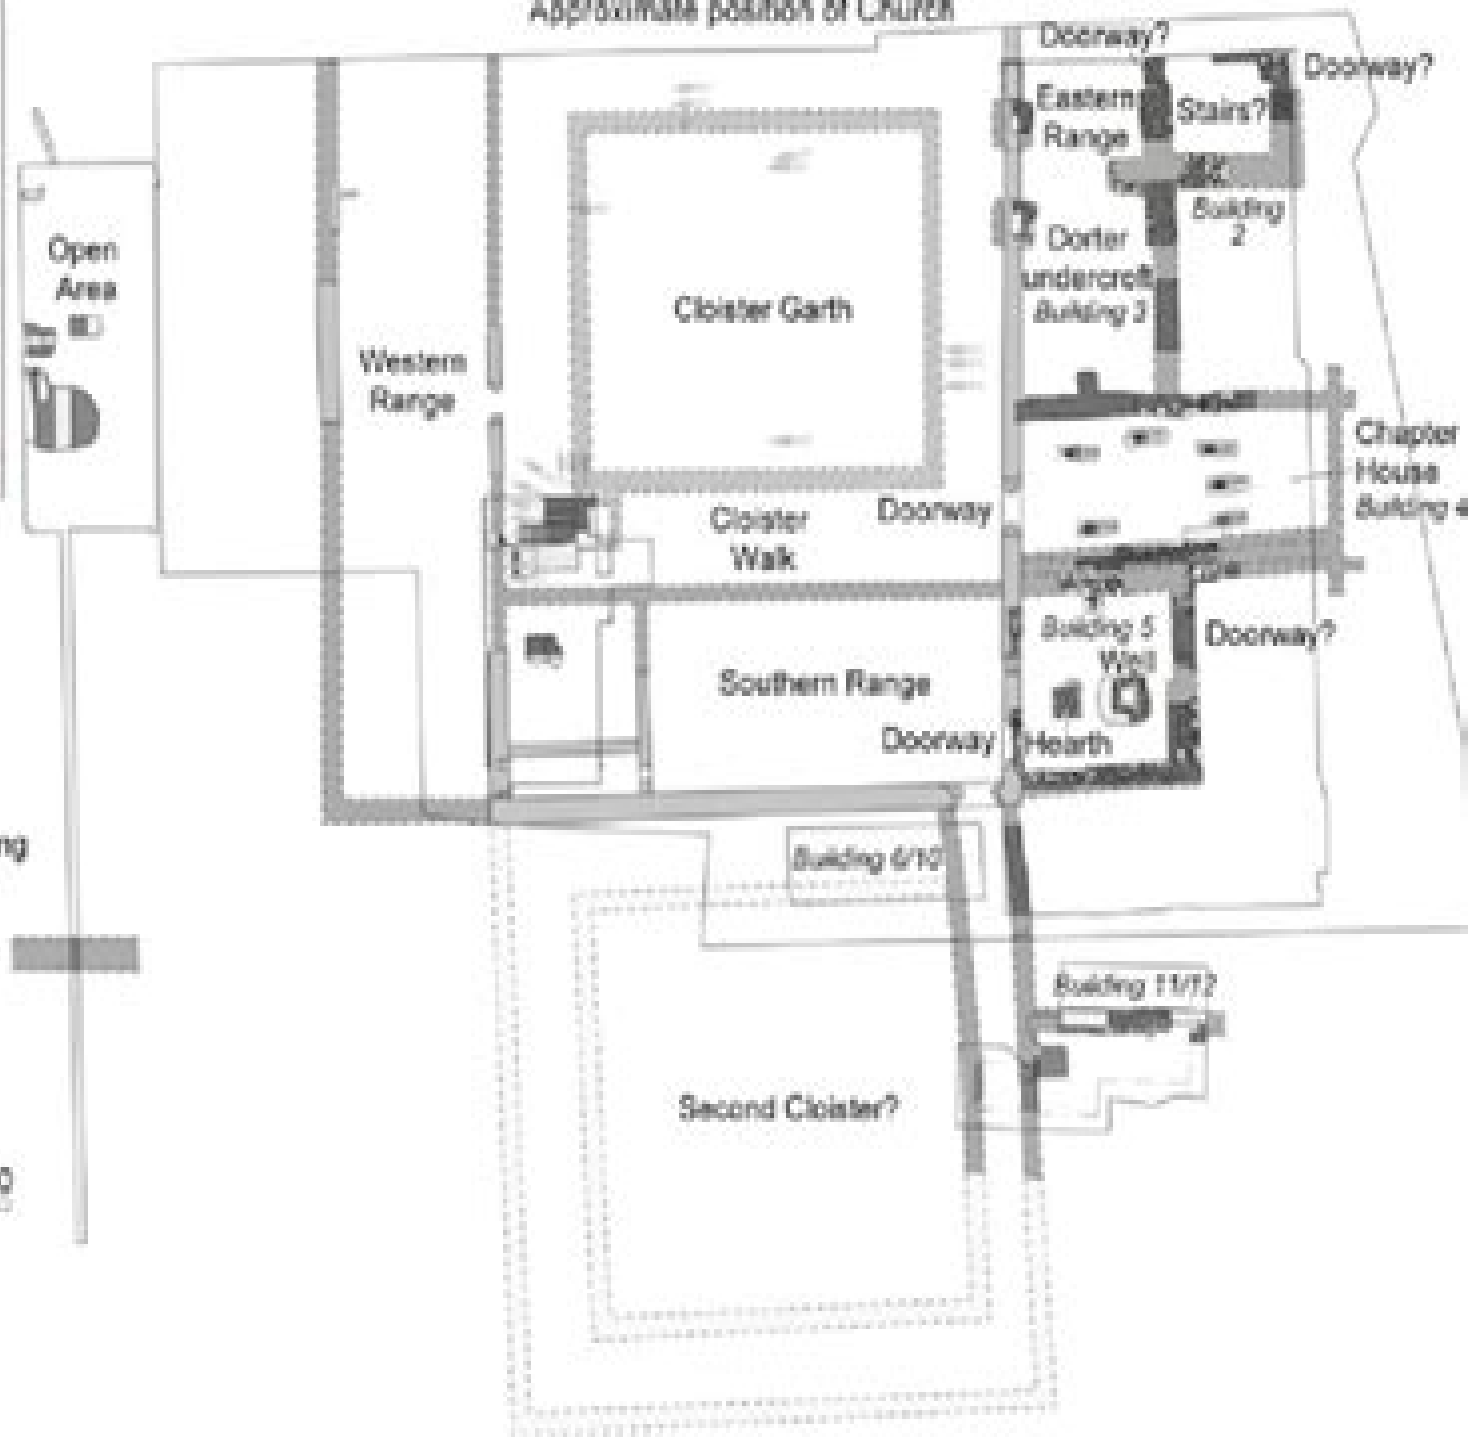 Approximate position of Church
Doorway?
Doorway?
Eastern
Range
Stairs?
Building
2
Open
Area
Dorter
undercroft
Building 3
Cloister Garth
Western
Range
Chapter
House
Building 4
Cloister
Walk
Doorway
Building 5
Doorway?
Well
Southern Range
Doorway
Hearth
ng
Building 6/10
Building 11/12
Second Cloister?
g